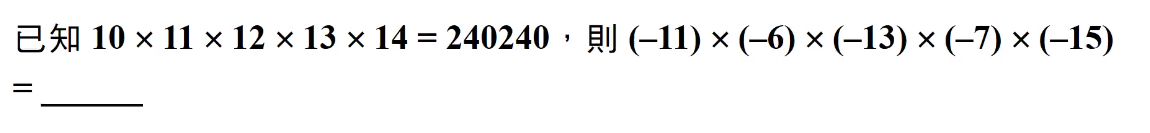 已知 10 × 11 × 12 × 13 × 14 = 240240，則 (–11) × (–6) × (–13) × (–7) × (–15)
= ______